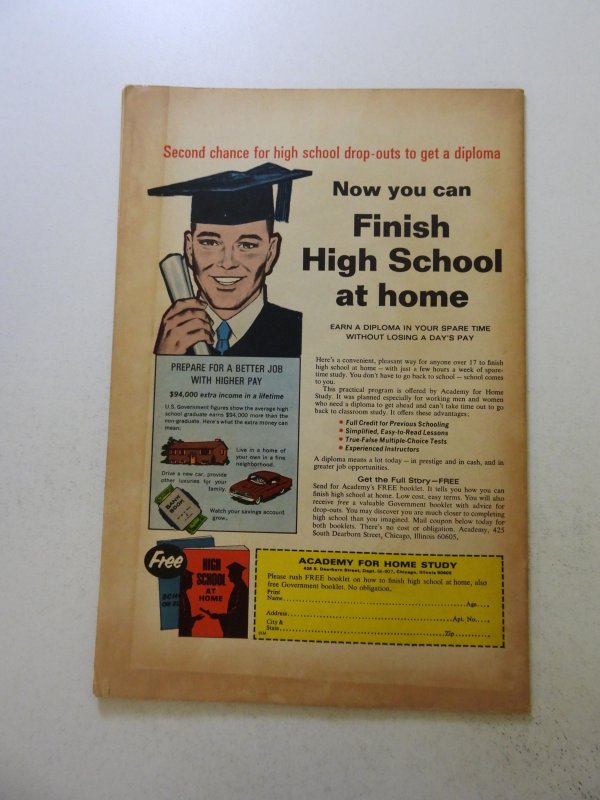 Second chance for high school drop-outs to get a diploma
Now you can
Finish
High School
at home
EARN A DIPLOMA IN YOUR SPARE TIME
WITHOUT LOSING A DAY'S PAY
PREPARE FOR A BETTER JOB
WITH HIGHER PAY
$94,000 extra income in a lifetime
U.S. Government figures show the average high
school graduate earns $94,000 more than the
non-graduate. Here's what the extra money can
mean:
Live in a home of
your own in a fine
neighborhood.
Drive a new car, provide
other luxuries for your
family.
BANK
BOOK
Watch your savings account
grow.
Here's a convenient, pleasant way for anyone over 17 to finish
high school at home — with just a few hours a week of spare-
time study. You don't have to go back to school — school comes
to you.
This practical program is offered by Academy for Home
Study. It was planned especially for working men and women
who need a diploma to get ahead and can't take time out to go
back to classroom study. It offers these advantages:
• Full Credit for Previous Schooling
• Simplified, Easy-to-Read Lessons
• True-False Multiple-Choice Tests
• Experienced Instructors
A diploma means a lot today — in prestige and in cash, and in
greater job opportunities.
Get the Full Story—FREE
Send for Academy's FREE booklet. It tells you how you can
finish high school at home. Low cost, easy terms. You will also
receive free a valuable Government booklet with advice for
drop-outs. You may discover you are much closer to completing
high school than you imagined. Mail coupon below today for
both booklets. There's no cost or obligation. Academy, 425
South Dearborn Street, Chicago, Illinois 60605.
Free
HIGH
SCHOOL
AT
HOME
ACADEMY FOR HOME STUDY
Chicago, Illinois 60605
Please rush FREE booklet on how to finish high school at home, also
free Government booklet. No obligation.
Print
Name Age
Address Apt. No.
City &
State Zip